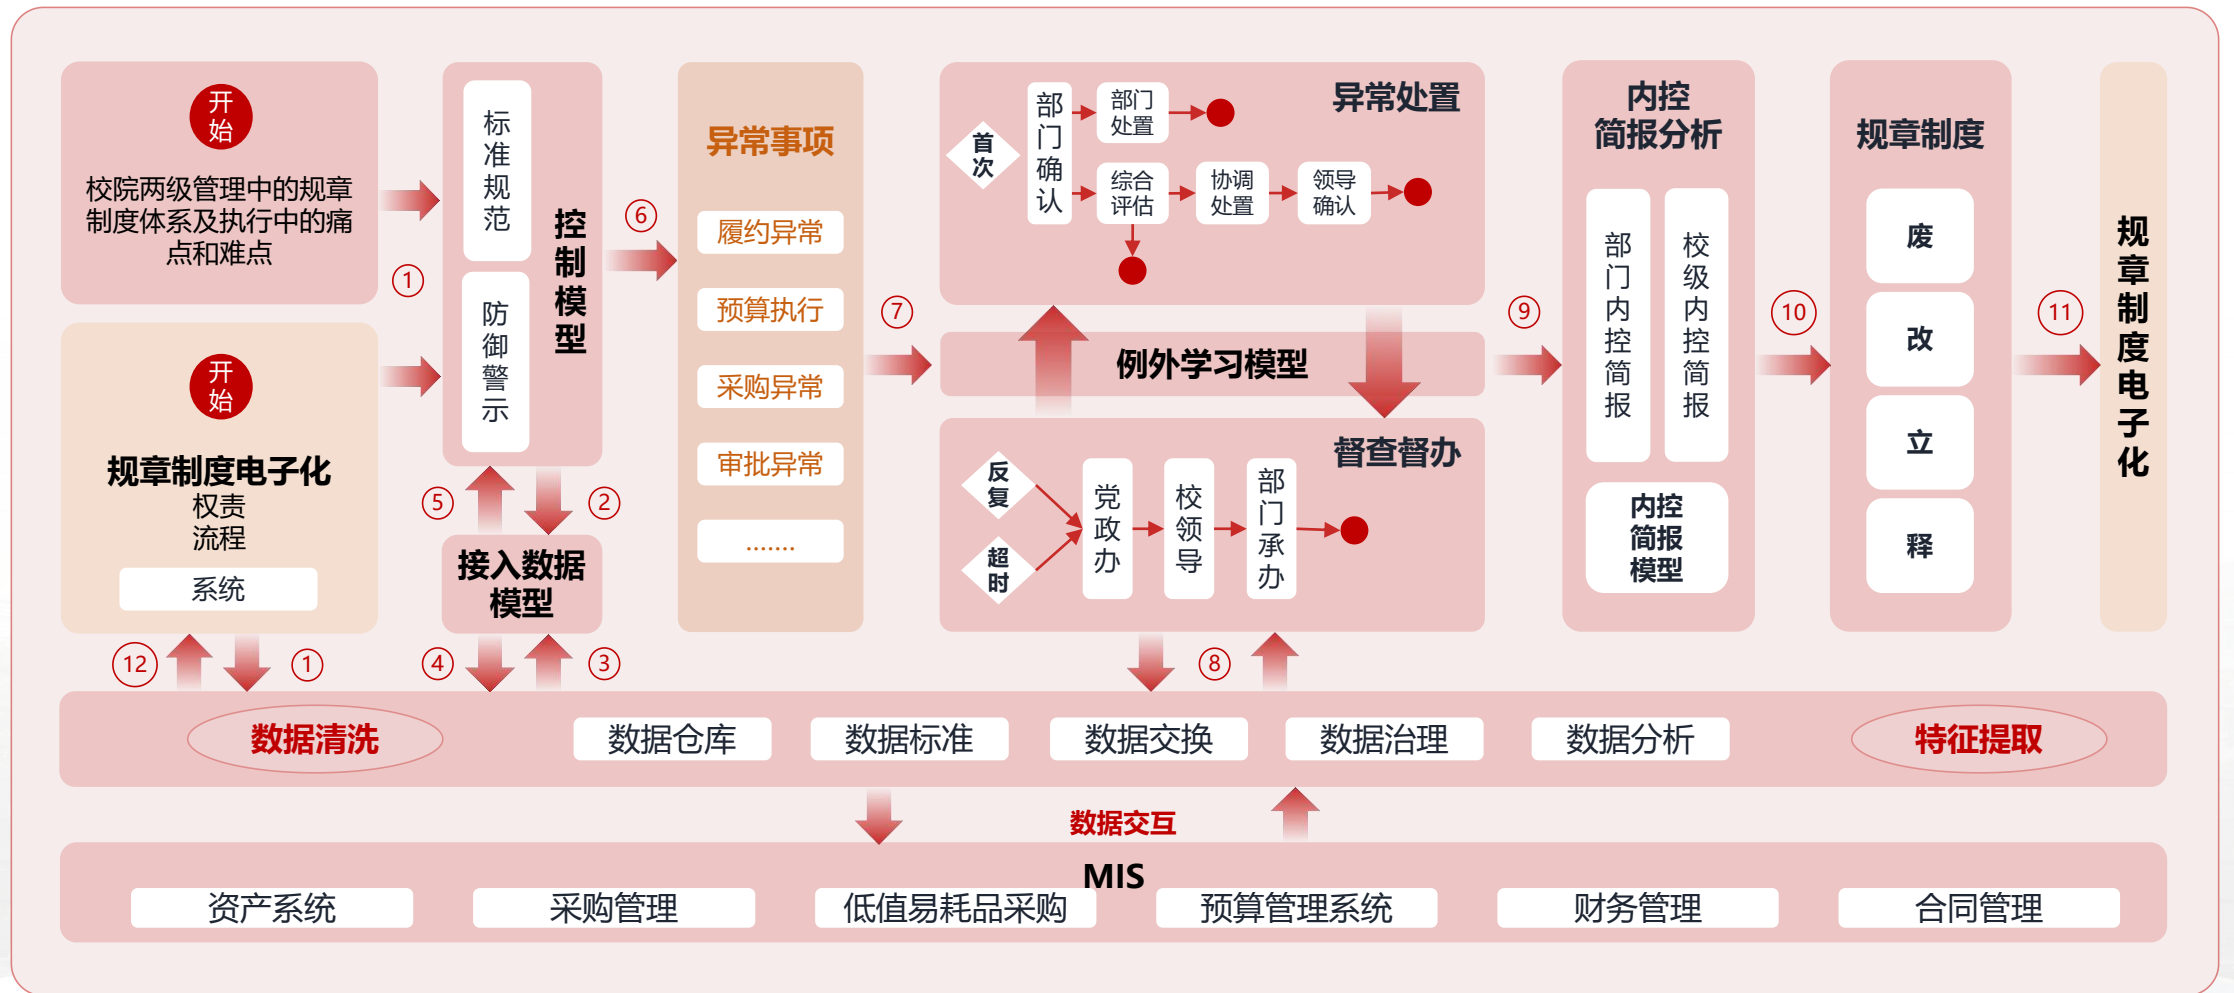 开
始
校院两级管理中的规章
制度体系及执行中的痛
点和难点
①
开
始
规章制度电子化
权责
流程
系统
⑫
①
标准规范
防御警示
控制模型
⑤
②
接入数据
模型
④
③
⑥
异常事项
履约异常
预算执行
采购异常
审批异常
.......
⑦
异常处置
首次
部门确认
部门
处置
综合
评估
协调
处置
领导
确认
例外学习模型
督查督办
反复
超时
党政办
校领导
部门承办
⑧
⑨
内控
简报分析
部门内控简报
校级内控简报
内控
简报
模型
⑩
规章制度
废
改
立
释
⑪
规章制度电子化
数据清洗
数据仓库
数据标准
数据交换
数据治理
数据分析
特征提取
数据交互
MIS
资产系统
采购管理
低值易耗品采购
预算管理系统
财务管理
合同管理